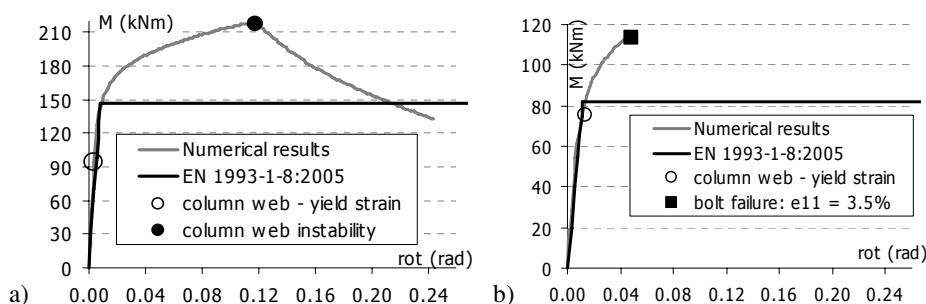 M (kNm)
210
180
150
120
90
60
30
0
Numerical results
EN 1993-1-8:2005
column web - yield strain
column web instability
rot (rad)
0.00 0.04 0.08 0.12 0.16 0.20 0.24
a)
M (kNm)
120
100
80
60
40
20
0
Numerical results
EN 1993-1-8:2005
column web - yield strain
bolt failure: e11 = 3.5%
rot (rad)
0.00 0.04 0.08 0.12 0.16 0.20 0.24
b)